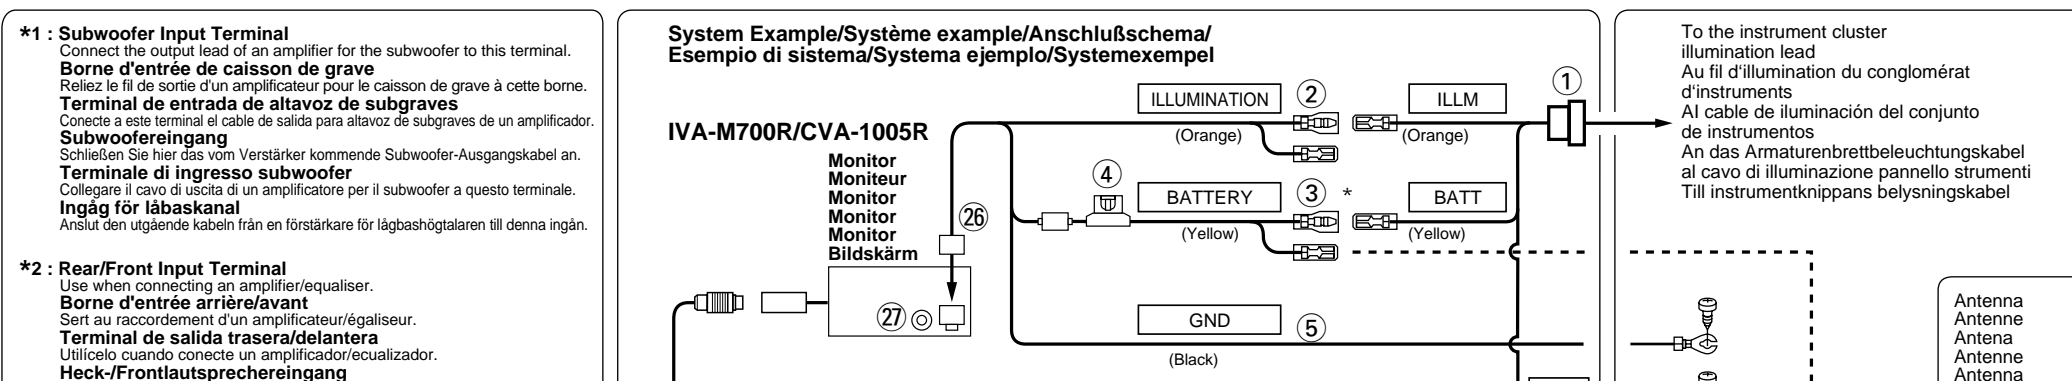 *1 : Subwoofer Input Terminal
Connect the output lead of an amplifier for the subwoofer to this terminal.
Borne d'entrée de caisson de grave
Reliez le fil de sortie d'un amplificateur pour le caisson de grave à cette borne.
Terminal de entrada de altavoz de subgraves
Conecte a este terminal el cable de salida para altavoz de subgraves de un amplificador.
Subwoofereingang
Schließen Sie hier das vom Verstärker kommende Subwoofer-Ausgangskabel an.
Terminale di ingresso subwoofer
Collegare il cavo di uscita di un amplificatore per il subwoofer a questo terminale.
Ingåg för låbaskanal
Anslut den utgående kabeln från en förstärkare för lågbashögtalaren till denna ingån.
*2 : Rear/Front Input Terminal
Use when connecting an amplifier/equaliser.
Borne d'entrée arrière/avant
Sert au raccordement d'un amplificateur/égaliseur.
Terminal de salida trasera/delantera
Utilícelo cuando conecte un amplificador/ecualizador.
Heck-/Frontlautsprechereingang
System Example/Système example/Anschlußschema/
Esempio di sistema/Systema ejemplo/Systemexempel
IVA-M700R/CVA-1005R
Monitor
Moniteur
Monitor
Monitor
Monitor
Bildskärm
㉖
㉗
ILLUMINATION
②
(Orange)
ILLM
(Orange)
①
④
BATTERY
③ *
(Yellow)
BATT
(Yellow)
GND
⑤
(Black)
To the instrument cluster
illumination lead
Au fil d‘illumination du conglomérat
d‘instruments
Al cable de iluminación del conjunto
de instrumentos
An das Armaturenbrettbeleuchtungskabel
al cavo di illuminazione pannello strumenti
Till instrumentknippans belysningskabel
Antenna
Antenne
Antena
Antenne
Antenna